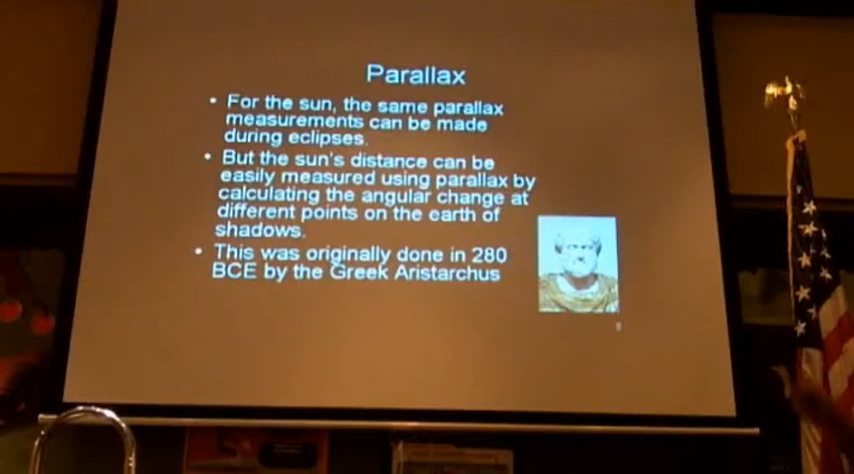 Parallax
• For the sun, the same parallax
measurements can be made
during eclipses.
• But the sun's distance can be
easily measured using parallax by
calculating the angular change at
different points on the earth of
shadows.
• This was originally done in 280
BCE by the Greek Aristarchus